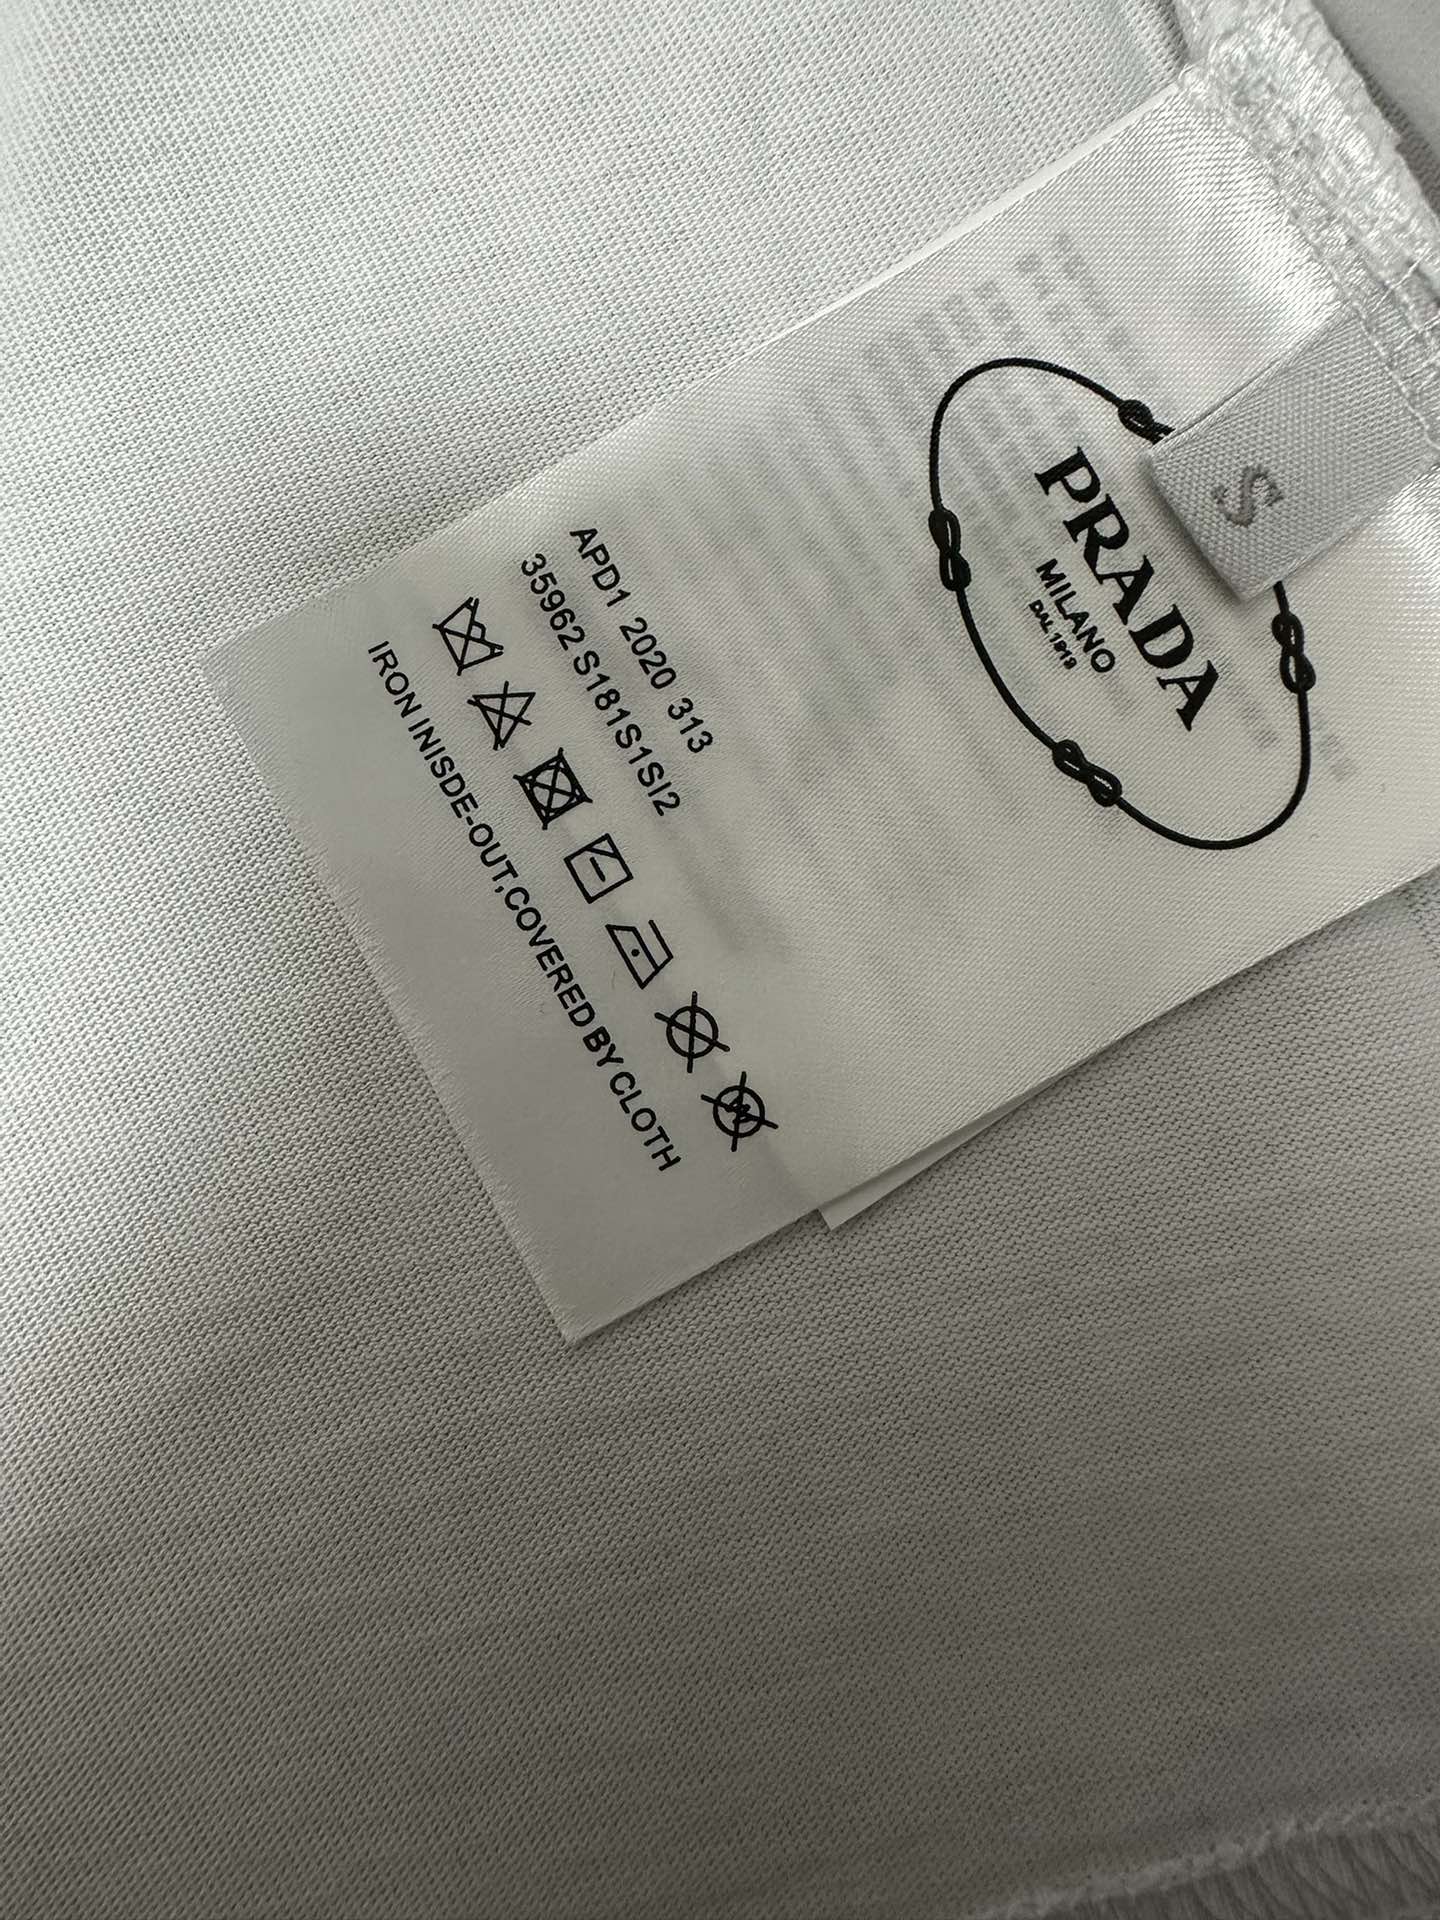 S
PRADA
MILANO
DAL 1913
APD1 2020 313
35962 S181S1SI2
IRON INISDE-OUT,COVERED BY CLOTH